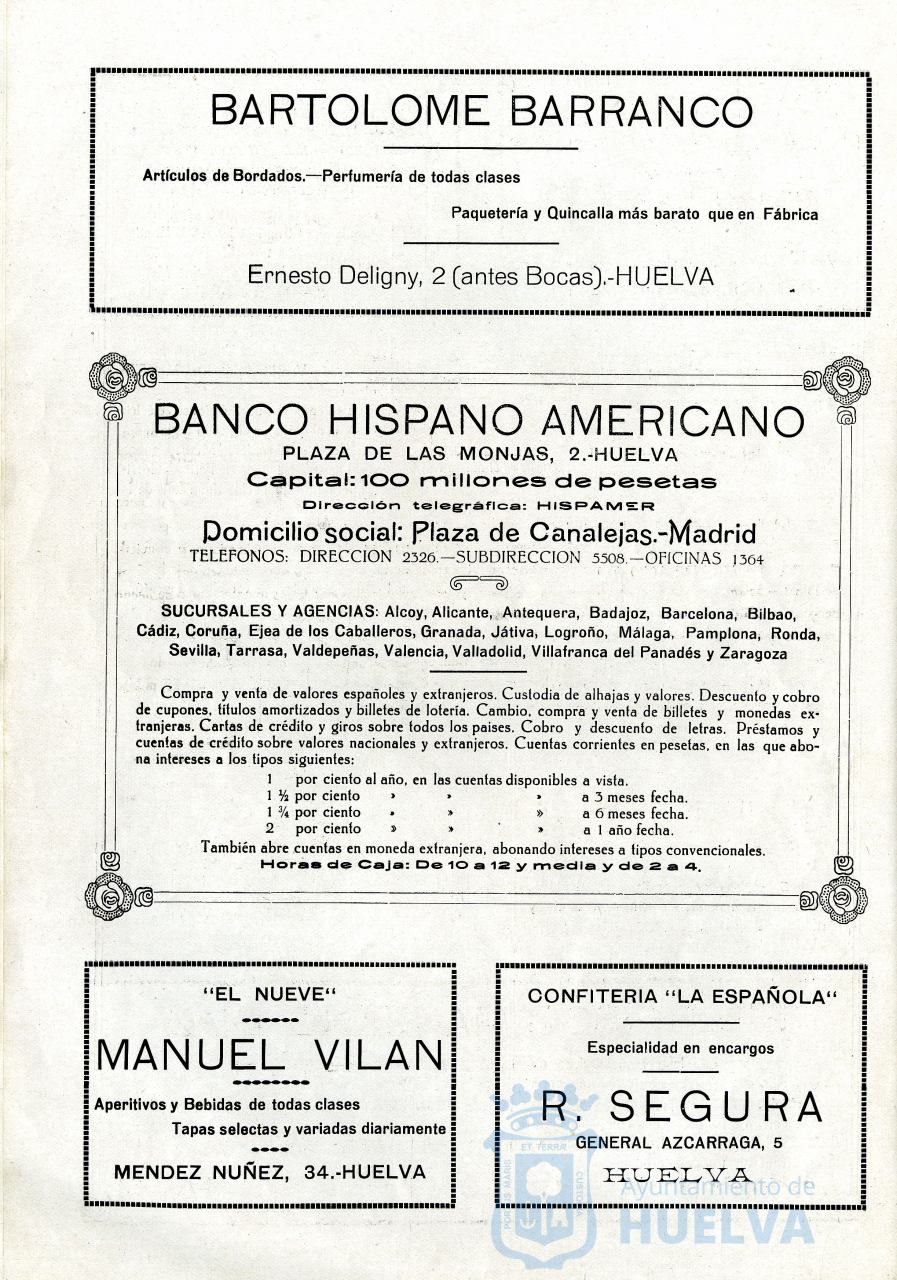 BARTOLOME BARRANCO
Artículos de Bordados.—Perfumería de todas clases
Paquetería y Quincalla más barato que en Fábrica
Ernesto Deligny, 2 (antes Bocas).-HUELVA
BANCO HISPANO AMERICANO
PLAZA DE LAS MONJAS, 2.-HUELVA
Capital: 100 millones de pesetas
Dirección telegráfica: HISPAMER
Domicilio social: Plaza de Canalejas.-Madrid
TELEFONOS: DIRECCION 2326.—SUBDIRECCION 5508.—OFICINAS 1364
SUCURSALES Y AGENCIAS: Alcoy, Alicante, Antequera, Badajoz, Barcelona, Bilbao,
Cádiz, Coruña, Ejea de los Caballeros, Granada, Játiva, Logroño, Málaga, Pamplona, Ronda,
Sevilla, Tarrasa, Valdepeñas, Valencia, Valladolid, Villafranca del Panadés y Zaragoza
Compra y venta de valores españoles y extranjeros. Custodia de alhajas y valores. Descuento y cobro
de cupones, títulos amortizados y billetes de lotería. Cambio, compra y venta de billetes y monedas ex-
tranjeras. Cartas de crédito y giros sobre todos los paises. Cobro y descuento de letras. Préstamos y
cuentas de crédito sobre valores nacionales y extranjeros. Cuentas corrientes en pesetas, en las que abo-
na intereses a los tipos siguientes:
1 por ciento al año, en las cuentas disponibles a vista.
1 ½ por ciento » » » a 3 meses fecha.
1 ¾ por ciento » » » a 6 meses fecha.
2 por ciento » » » a 1 año fecha.
También abre cuentas en moneda extranjera, abonando intereses a tipos convencionales.
Horas de Caja: De 10 a 12 y media y de 2 a 4.
"EL NUEVE"
MANUEL VILAN
Aperitivos y Bebidas de todas clases
Tapas selectas y variadas diariamente
MENDEZ NUÑEZ, 34.-HUELVA
CONFITERIA "LA ESPAÑOLA"
Especialidad en encargos
R. SEGURA
GENERAL AZCARRAGA, 5
HUELVA
PORTUS MARIS
ET TERRÆ
CUSTODIA
Ayuntamiento de
HUELVA